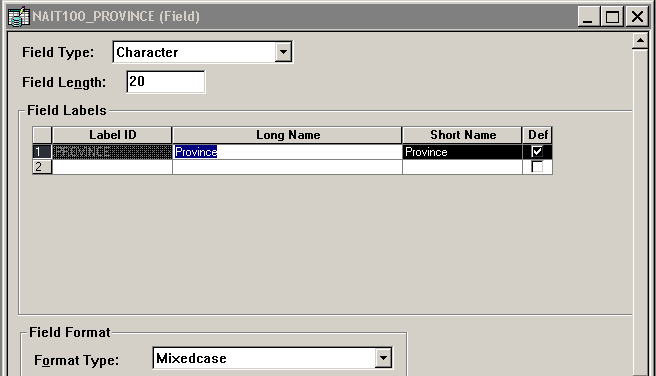 NAIT100_PROVINCE (Field)
Field Type: Character
Field Length: 20
Field Labels
Label ID Long Name Short Name Def
1 PROVINCE Province Province
2
Field Format
Format Type: Mixedcase